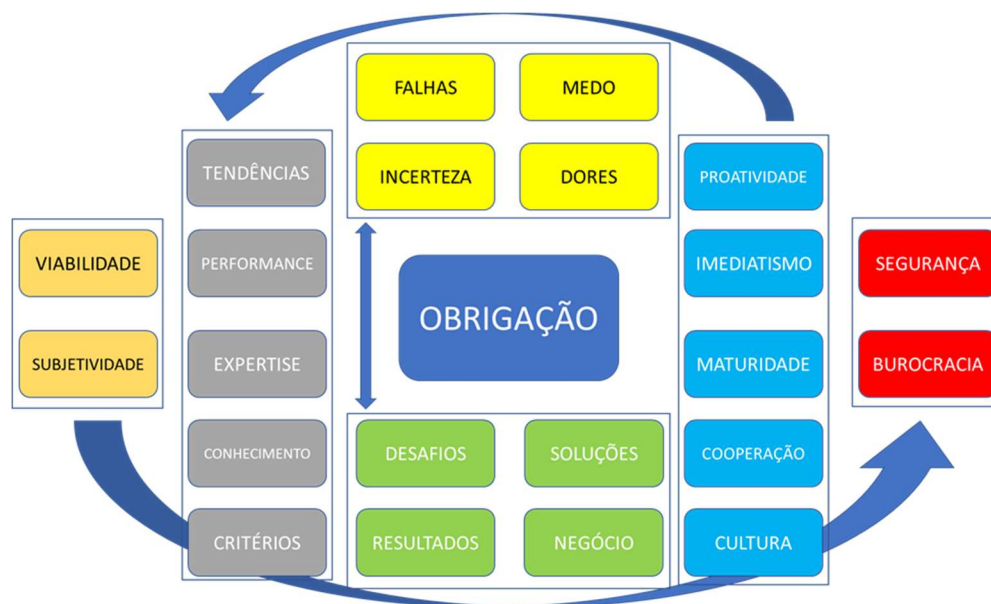 FALHAS
MEDO
INCERTEZA
DORES
VIABILIDADE
SUBJETIVIDADE
TENDÊNCIAS
PERFORMANCE
EXPERTISE
CONHECIMENTO
CRITÉRIOS
OBRIGAÇÃO
DESAFIOS
SOLUÇÕES
RESULTADOS
NEGÓCIO
PROATIVIDADE
IMEDIATISMO
MATURIDADE
COOPERAÇÃO
CULTURA
SEGURANÇA
BUROCRACIA